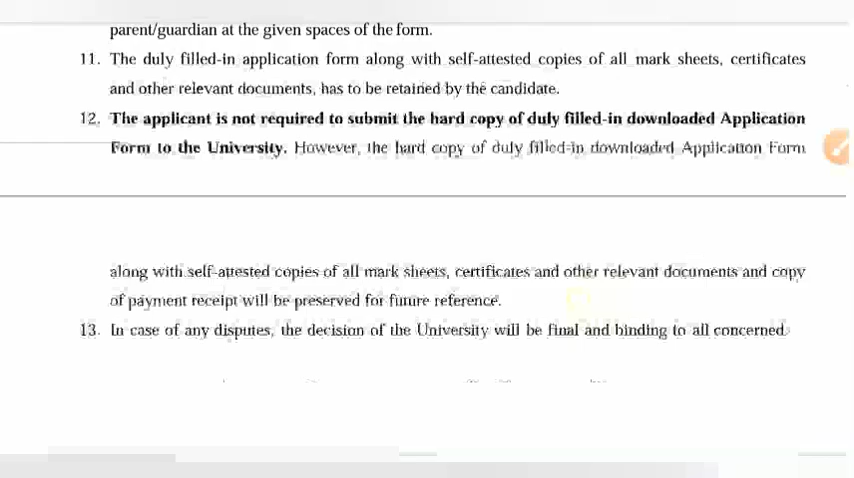 parent/guardian at the given spaces of the form.
11. The duly filled-in application form along with self-attested copies of all mark sheets, certificates
and other relevant documents, has to be retained by the candidate.
12. The applicant is not required to submit the hard copy of duly filled-in downloaded Application
Form to the University. However, the hard copy of duly filled-in downloaded Application Form
along with self-attested copies of all mark sheets, certificates and other relevant documents and copy
of payment receipt will be preserved for future reference.
13. In case of any disputes, the decision of the University will be final and binding to all concerned.